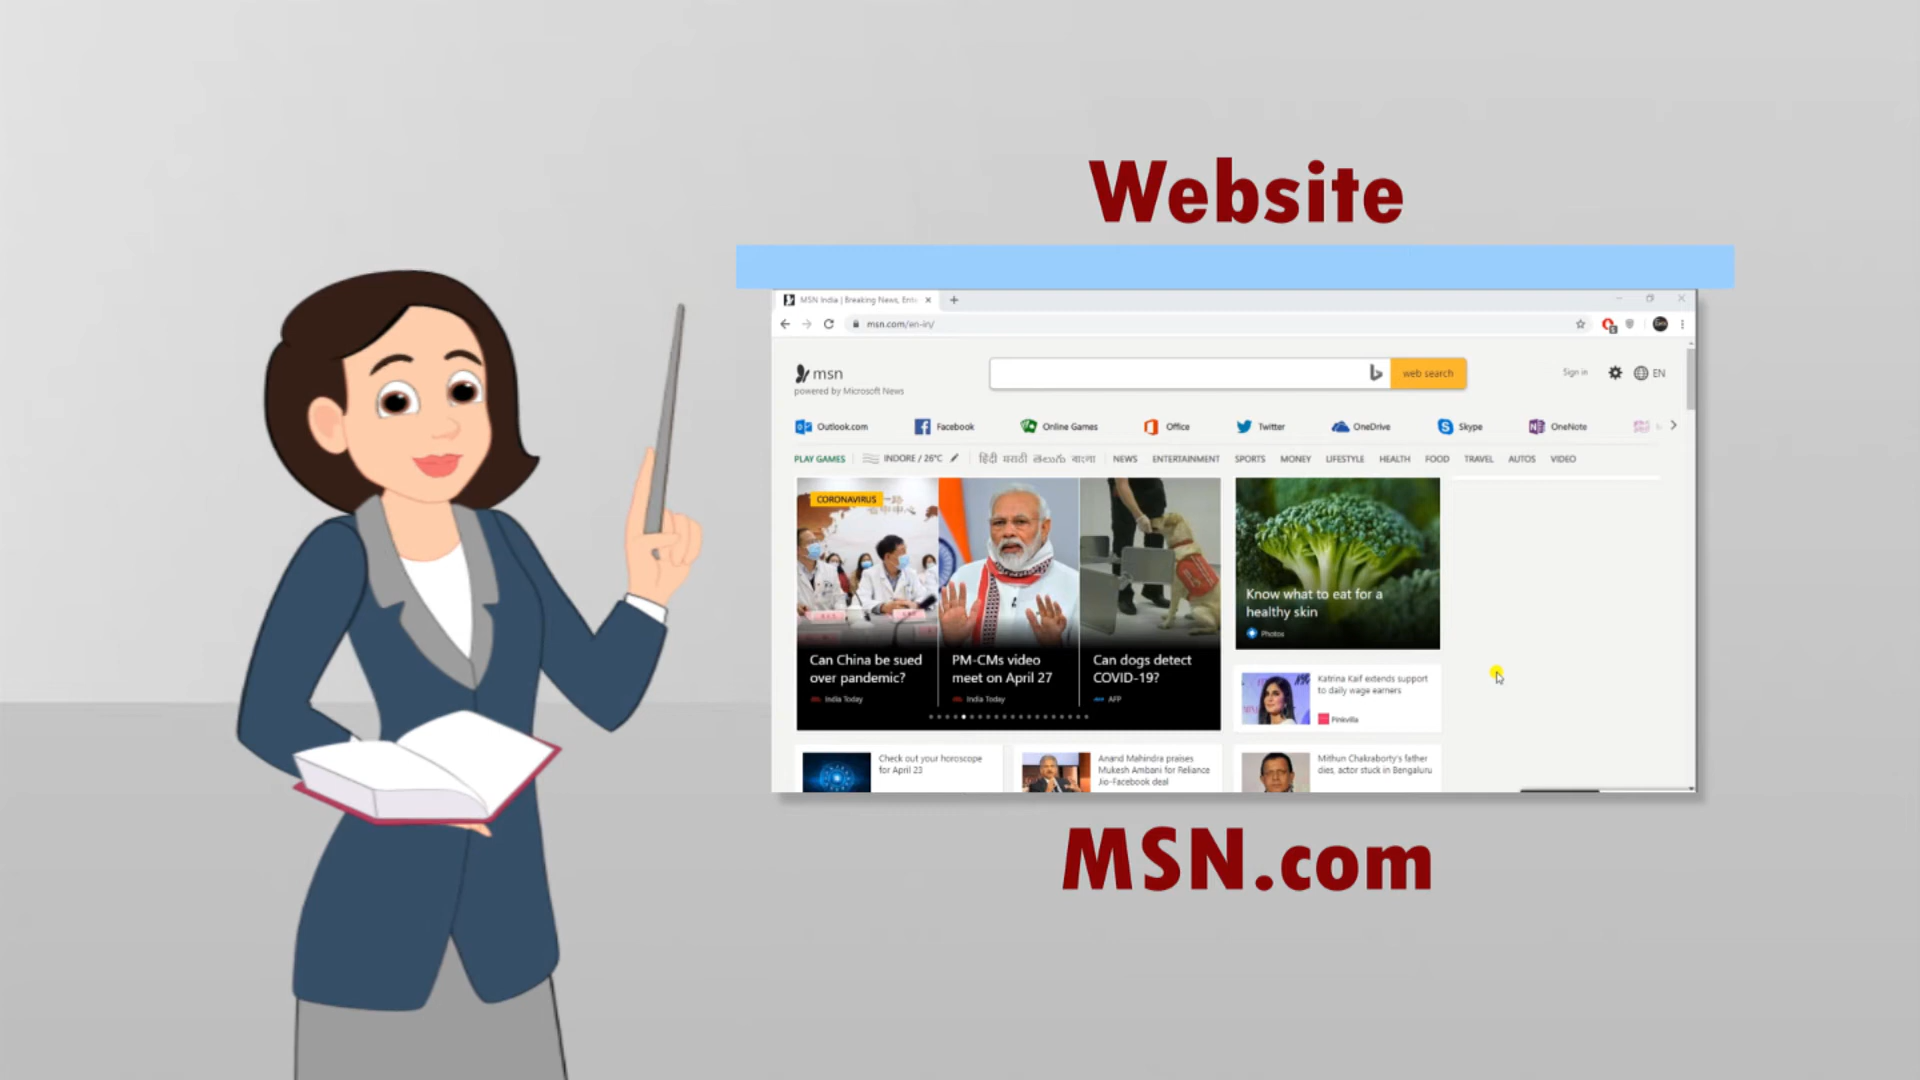 Website
MSN India | Breaking News, Ente
msn.com/en-in/
msn
powered by Microsoft News
web search
Sign in
EN
Outlook.com Facebook Online Games Office Twitter OneDrive Skype OneNote
PLAY GAMES INDORE / 26°C हिंदी मराठी తెలుగు বাংলা NEWS ENTERTAINMENT SPORTS MONEY LIFESTYLE HEALTH FOOD TRAVEL AUTOS VIDEO
CORONAVIRUS
Can China be sued
over pandemic?
India Today
PM-CMs video
meet on April 27
India Today
Can dogs detect
COVID-19?
AFP
Know what to eat for a
healthy skin
Photos
Katrina Kaif extends support
to daily wage earners
Pinkvilla
Check out your horoscope
for April 23
Anand Mahindra praises
Mukesh Ambani for Reliance
Jio-Facebook deal
Mithun Chakraborty's father
dies, actor stuck in Bengaluru
MSN.com